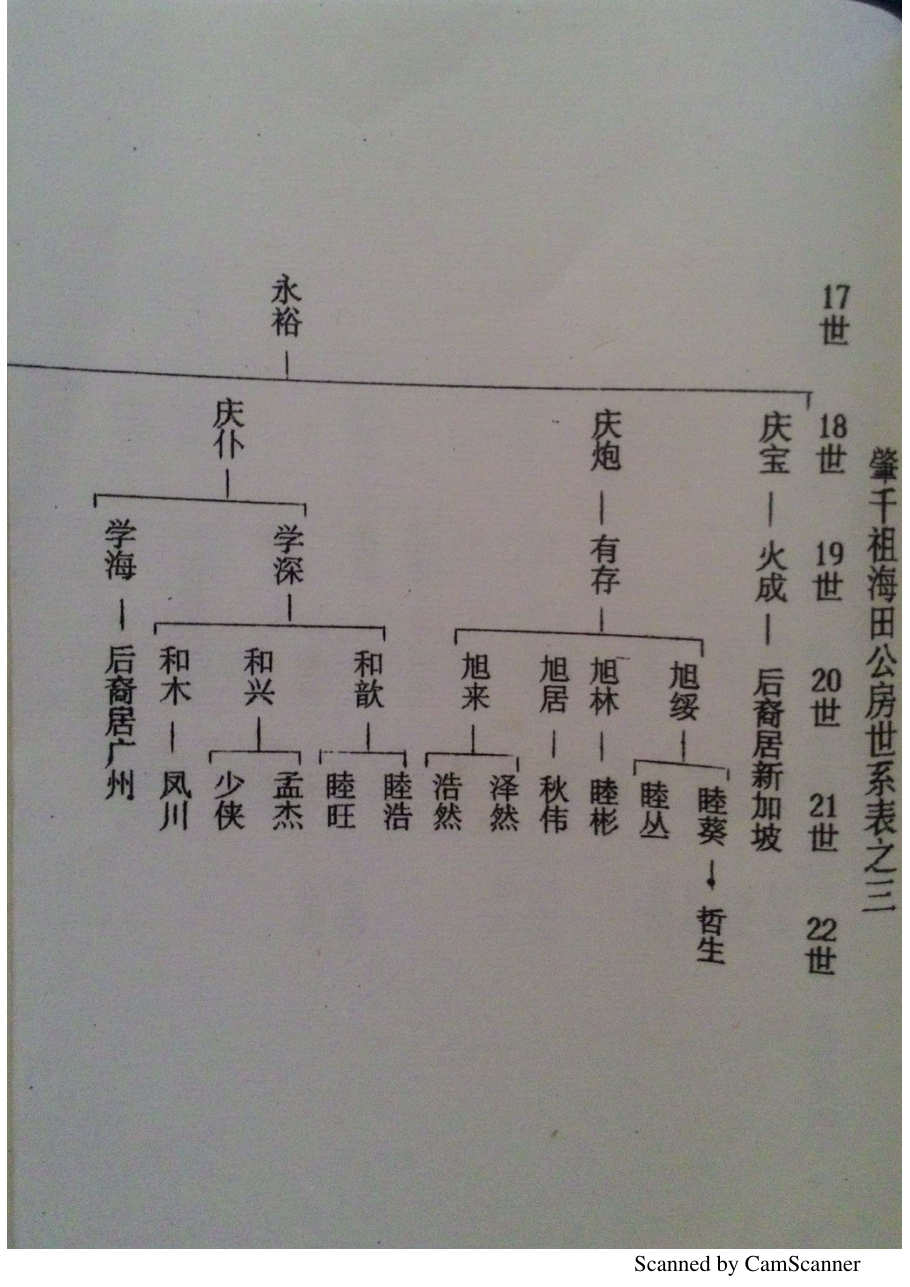 肇千祖海田公房世系表之三
17世
18世
19世
20世
21世
22世
永裕
庆宝
火成
后裔居新加坡
庆炮
有存
旭绥
睦葵
哲生
睦丛
旭林
睦彬
旭居
秋伟
旭来
泽然
浩然
庆仆
学深
和歆
睦浩
睦旺
和兴
孟杰
少侠
和木
凤川
学海
后裔居广州
Scanned by CamScanner